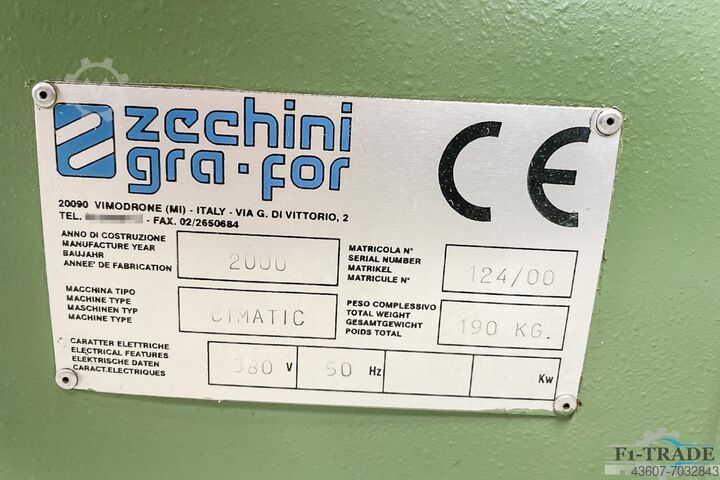 zechini
gra·for
CE
20090 VIMODRONE (MI) - ITALY - VIA G. DI VITTORIO, 2
TEL. - FAX. 02/2650684
ANNO DI COSTRUZIONE
MANUFACTURE YEAR
BAUJAHR
ANNEE' DE FABRICATION
2000
MATRICOLA N°
SERIAL NUMBER
MATRIKEL
MATRICULE N°
124/00
MACCHINA TIPO
MACHINE TYPE
MASCHINEN TYP
MACHINE TYPE
CIMATIC
PESO COMPLESSIVO
TOTAL WEIGHT
GESAMTGEWICHT
POIDS TOTAL
190 KG.
CARATTER ELETTRICHE
ELECTRICAL FEATURES
ELEKTRISCHE DATEN
CARACT.ELECTRIQUES
380 V 50 Hz Kw
F1-TRADE
43607-7032843